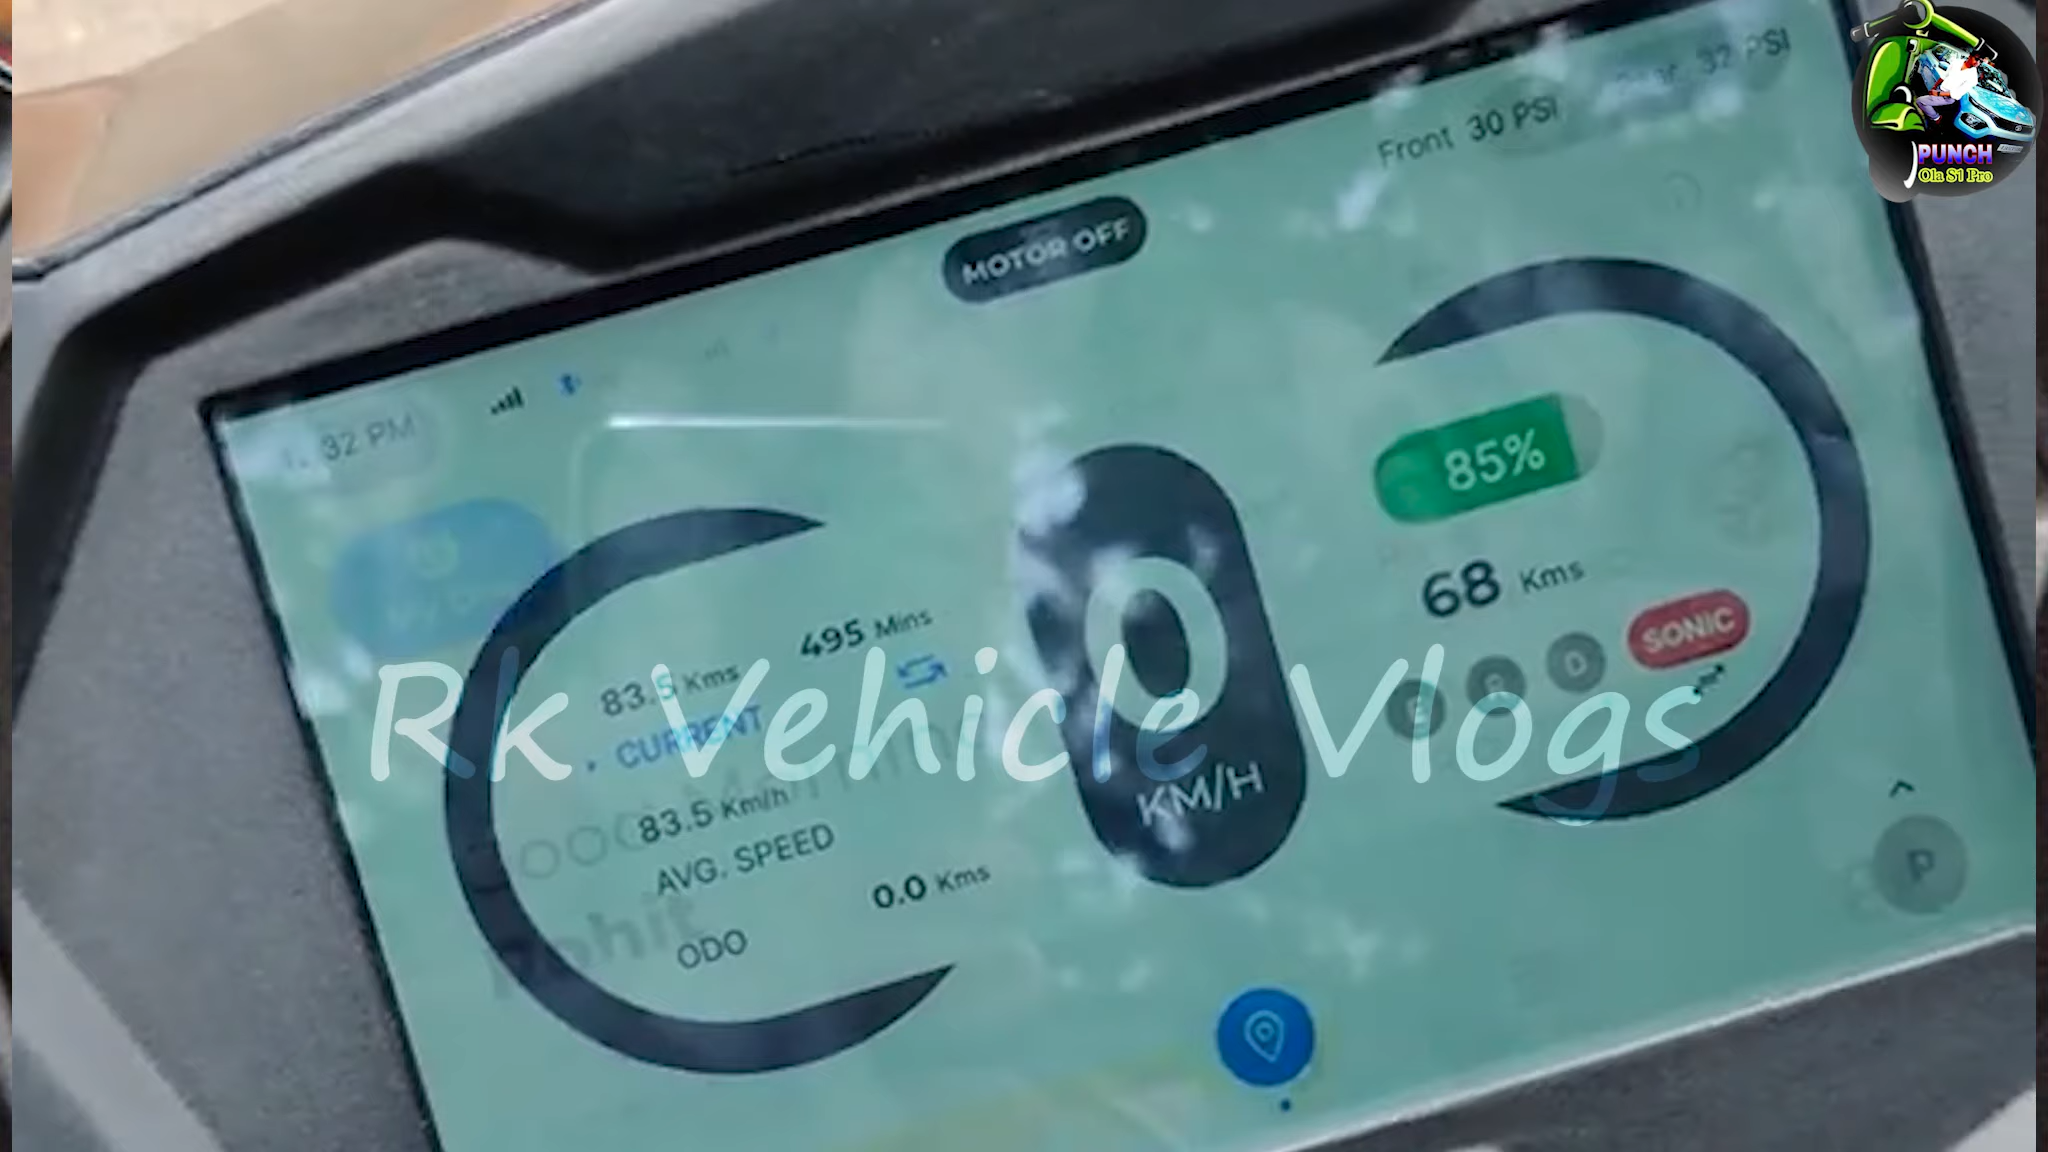 PUNCH
Ola S1 Pro
Front 30 PSI
32 PSI
MOTOR OFF
32 PM
85%
68 Kms
SONIC
D
495 Mins
83.5 Kms
CURRENT
0
KM/H
Rk Vehicle Vlogs
83.5 Km/h
AVG. SPEED
0.0 Kms
ODO
P